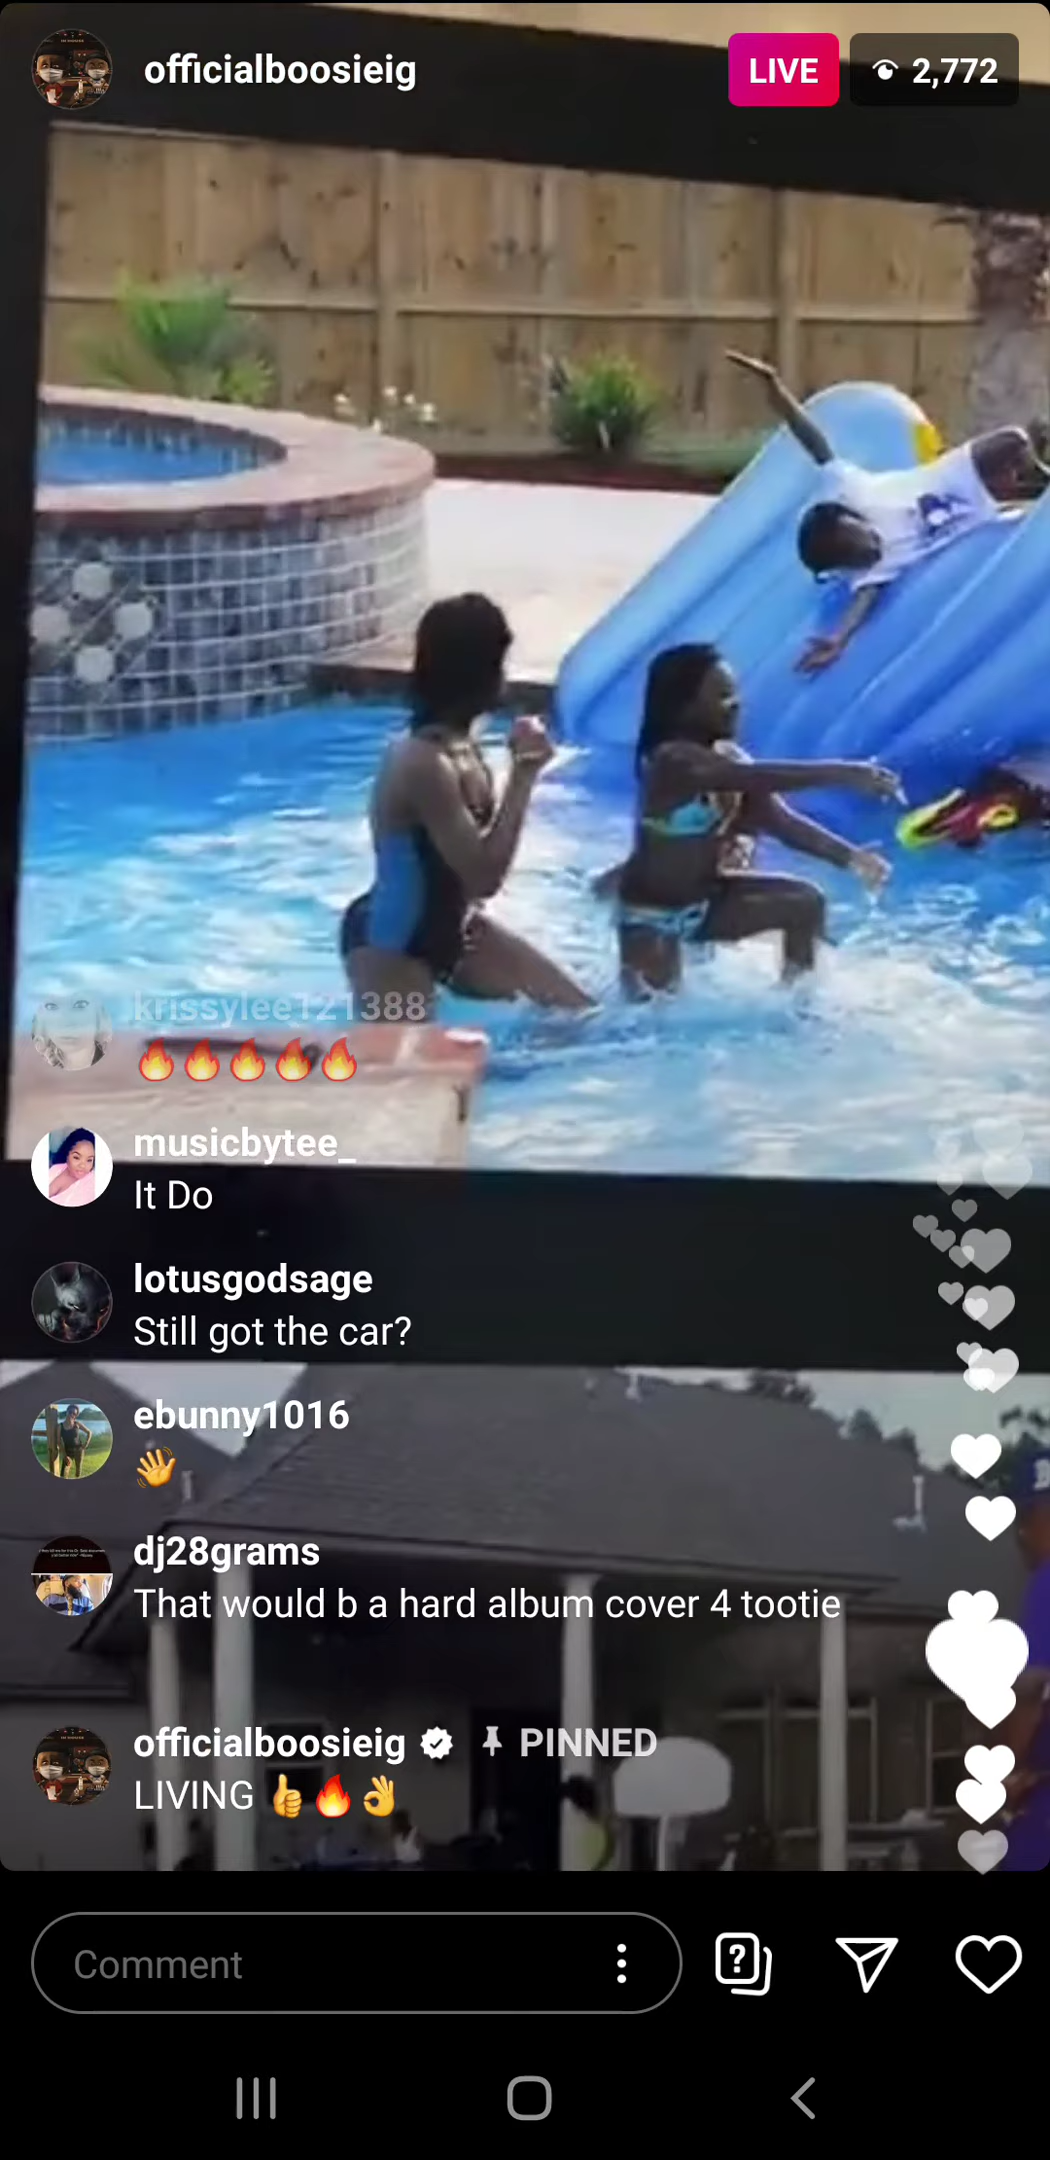 officialboosieig
LIVE
2,772
krissylee121388
🔥🔥🔥🔥🔥
musicbytee_
It Do
lotusgodsage
Still got the car?
ebunny1016
👋
dj28grams
That would b a hard album cover 4 tootie
officialboosieig PINNED
LIVING 👍🔥👌
Comment